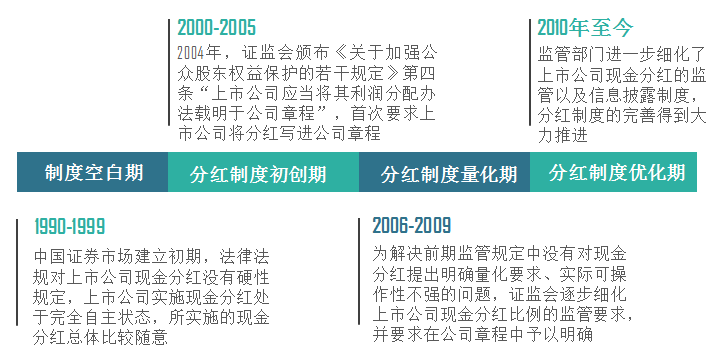 2000-2005
2004年，证监会颁布《关于加强公
众股东权益保护的若干规定》第四
条“上市公司应当将其利润分配办
法载明于公司章程”，首次要求上
市公司将分红写进公司章程
2010年至今
监管部门进一步细化了
上市公司现金分红的监
管以及信息披露制度，
分红制度的完善得到大
力推进
制度空白期
分红制度初创期
分红制度量化期
分红制度优化期
1990-1999
中国证券市场建立初期，法律法
规对上市公司现金分红没有硬性
规定，上市公司实施现金分红处
于完全自主状态，所实施的现金
分红总体比较随意
2006-2009
为解决前期监管规定中没有对现金
分红提出明确量化要求、实际可操
作性不强的问题，证监会逐步细化
上市公司现金分红比例的监管要求，
并要求在公司章程中予以明确